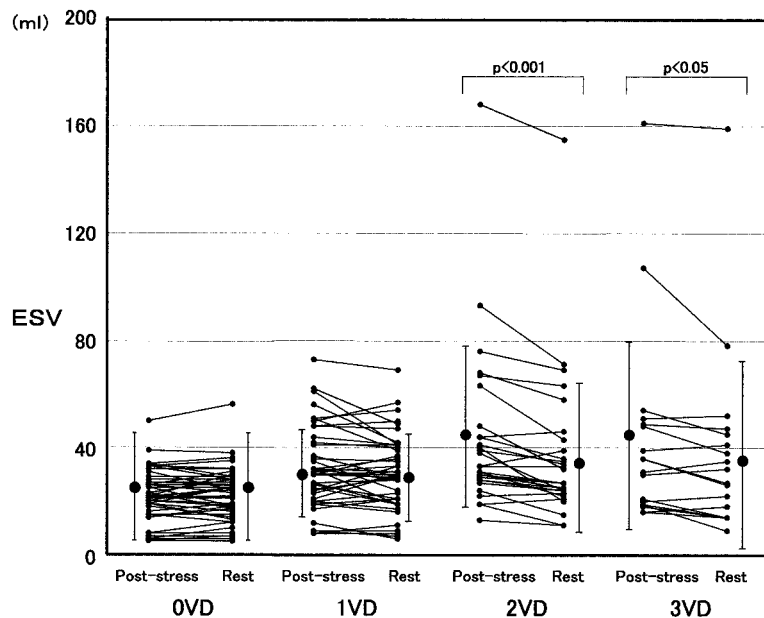 (ml)
200
160
120
80
40
0
ESV
p<0.001
p<0.05
Post-stress Rest Post-stress Rest Post-stress Rest Post-stress Rest
0VD 1VD 2VD 3VD